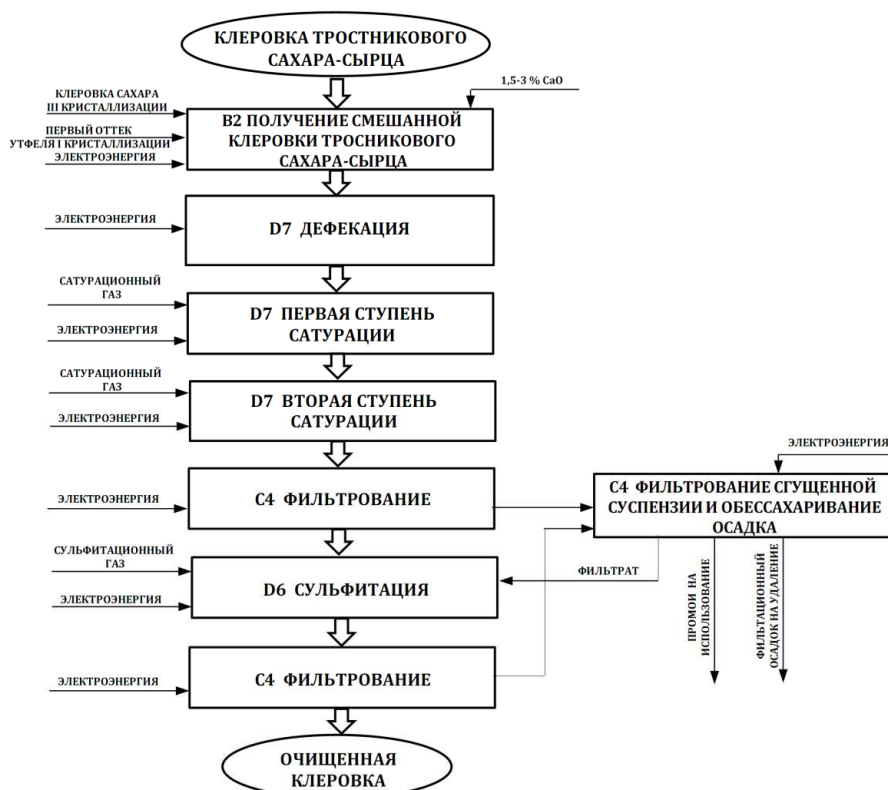 КЛЕРОВКА ТРОСТНИКОВОГО
САХАРА-СЫРЦА
1,5-3 % CaO
КЛЕРОВКА САХАРА
III КРИСТАЛЛИЗАЦИИ
ПЕРВЫЙ ОТТЕК
УТФЕЛЯ I КРИСТАЛЛИЗАЦИИ
ЭЛЕКТРОЭНЕРГИЯ
B2 ПОЛУЧЕНИЕ СМЕШАННОЙ
КЛЕРОВКИ ТРОСНИКОВОГО
САХАРА-СЫРЦА
ЭЛЕКТРОЭНЕРГИЯ
D7 ДЕФЕКАЦИЯ
САТУРАЦИОННЫЙ
ГАЗ
ЭЛЕКТРОЭНЕРГИЯ
D7 ПЕРВАЯ СТУПЕНЬ
САТУРАЦИИ
САТУРАЦИОННЫЙ
ГАЗ
ЭЛЕКТРОЭНЕРГИЯ
D7 ВТОРАЯ СТУПЕНЬ
САТУРАЦИИ
ЭЛЕКТРОЭНЕРГИЯ
ЭЛЕКТРОЭНЕРГИЯ
C4 ФИЛЬТРОВАНИЕ
C4 ФИЛЬТРОВАНИЕ СГУЩЕННОЙ
СУСПЕНЗИИ И ОБЕССАХАРИВАНИЕ
ОСАДКА
СУЛЬФИТАЦИОННЫЙ
ГАЗ
ЭЛЕКТРОЭНЕРГИЯ
D6 СУЛЬФИТАЦИЯ
ФИЛЬТРАТ
ПРОМОИ НА
ИСПОЛЬЗОВАНИЕ
ФИЛЬТАЦИОННЫЙ
ОСАДОК НА УДАЛЕНИЕ
ЭЛЕКТРОЭНЕРГИЯ
C4 ФИЛЬТРОВАНИЕ
ОЧИЩЕННАЯ
КЛЕРОВКА